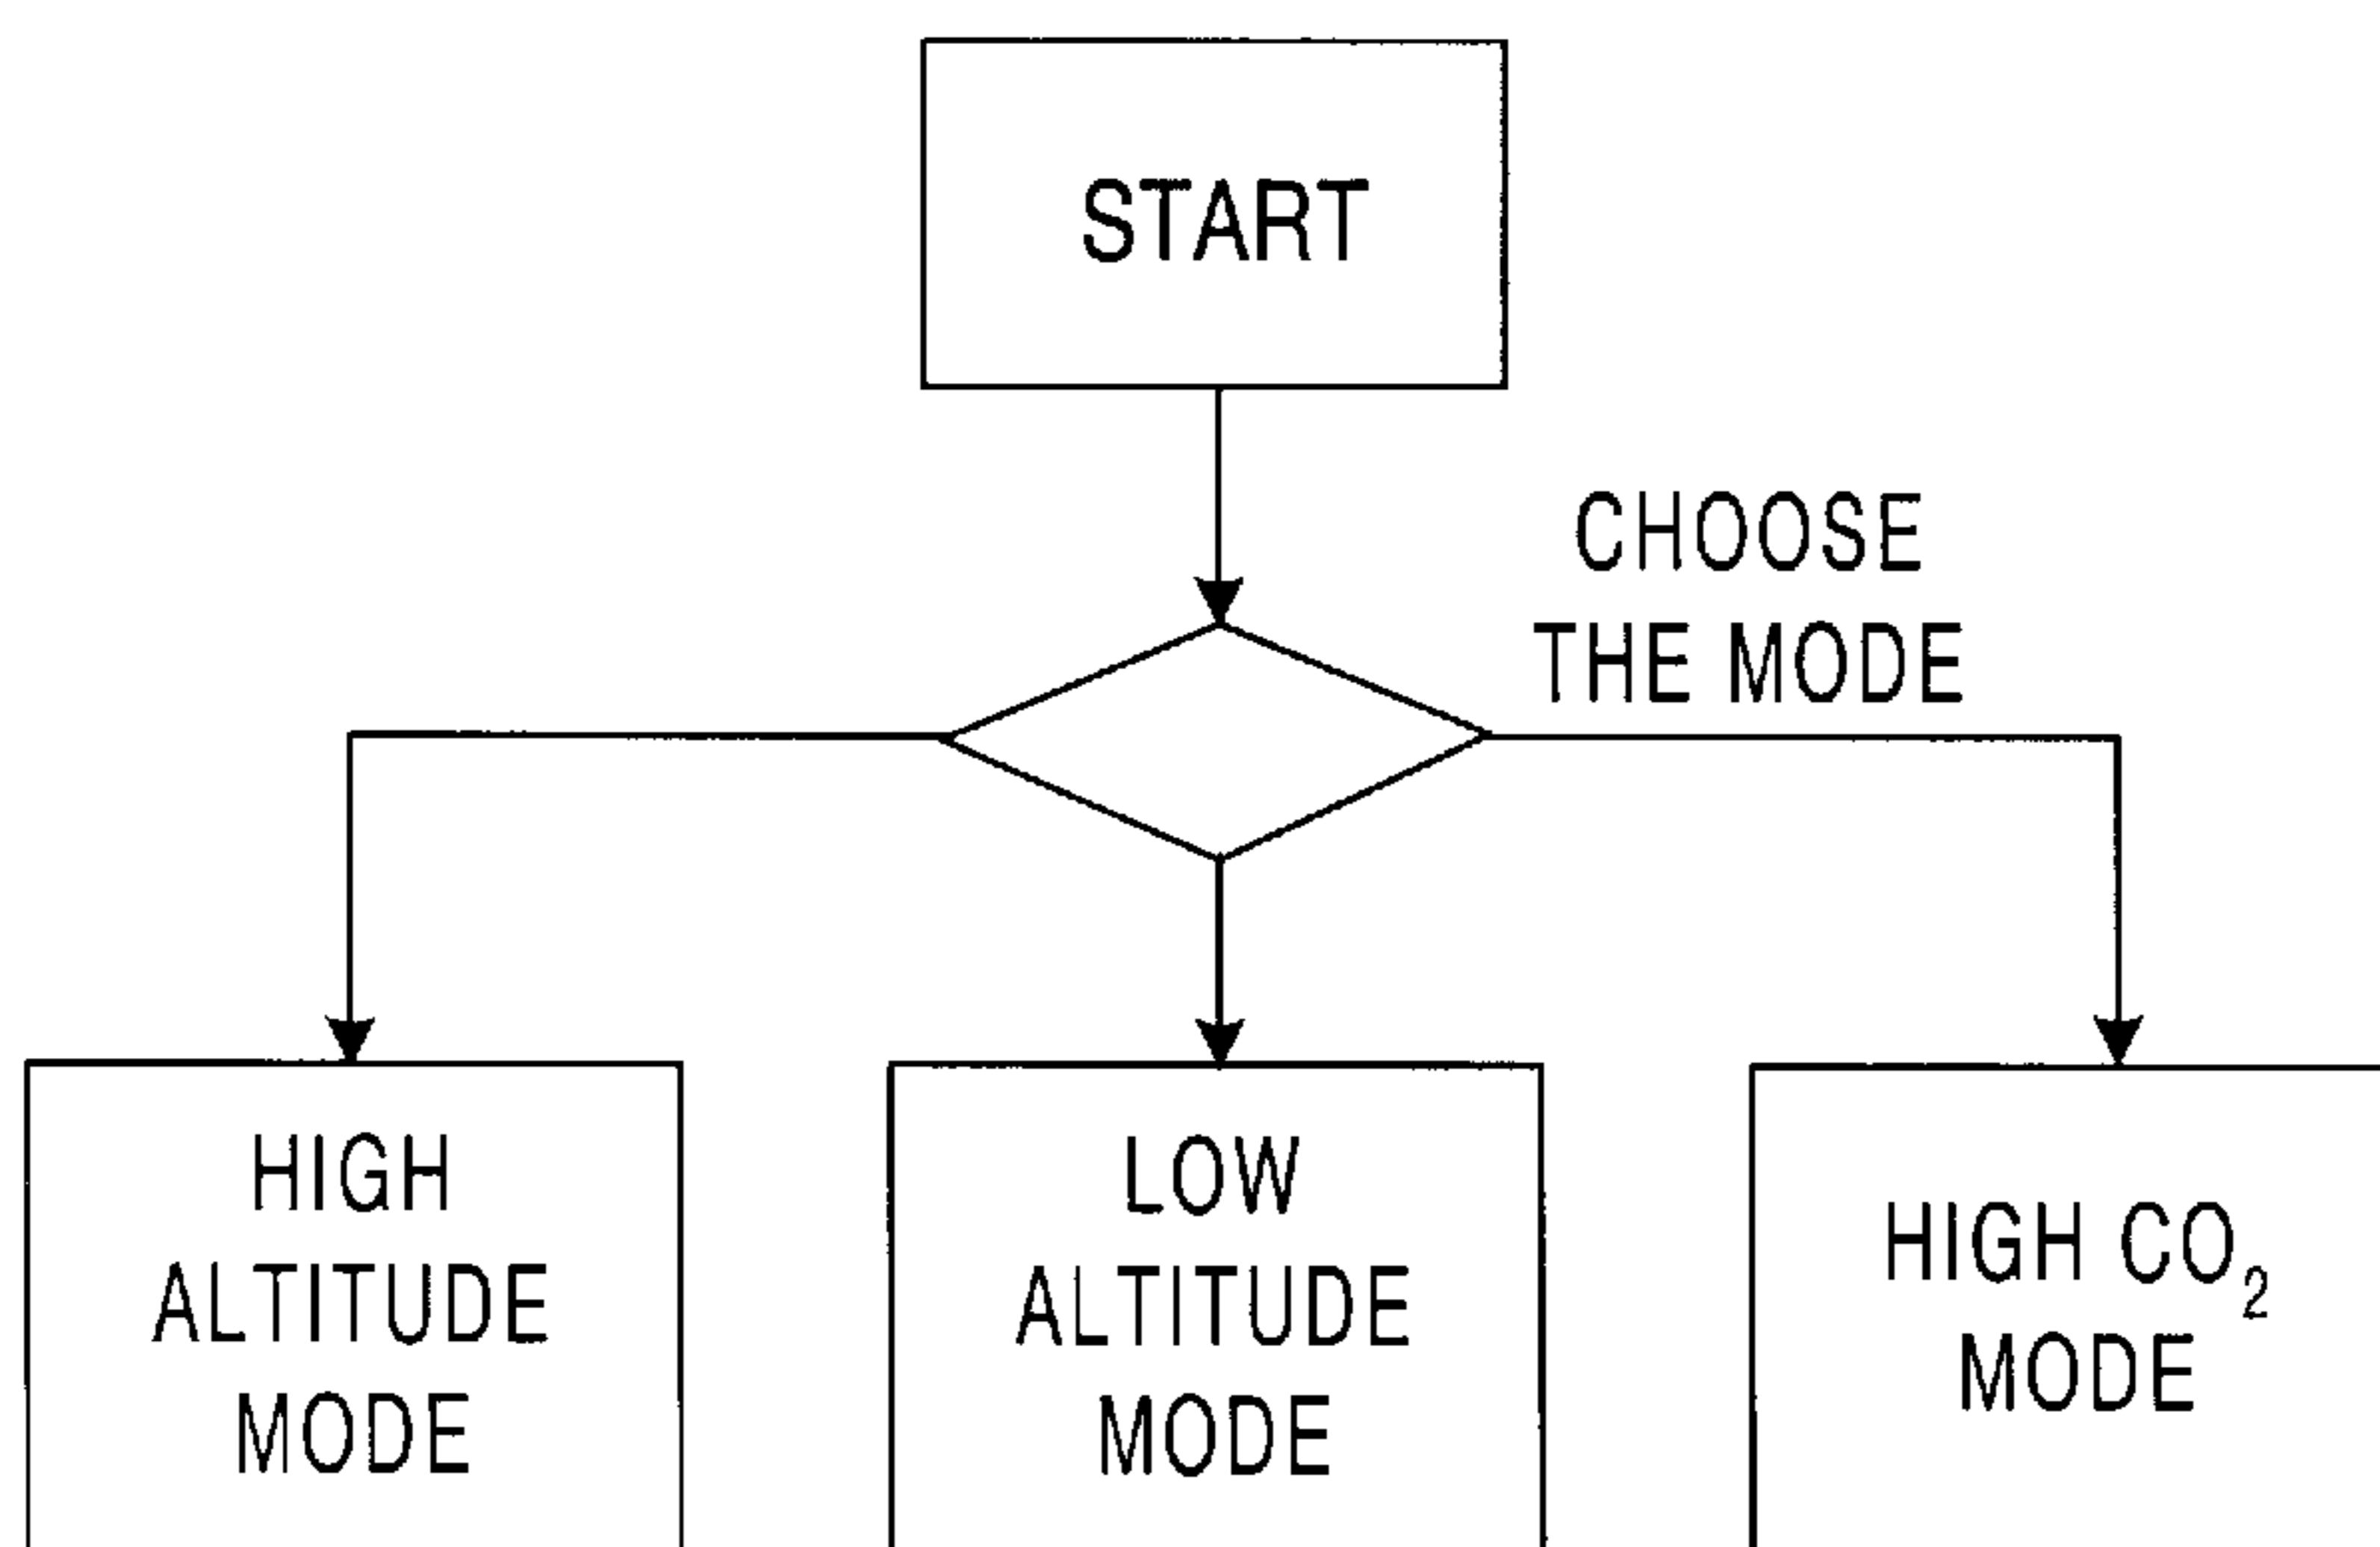 START
CHOOSE
THE MODE
HIGH
ALTITUDE
MODE
LOW
ALTITUDE
MODE
HIGH CO₂
MODE